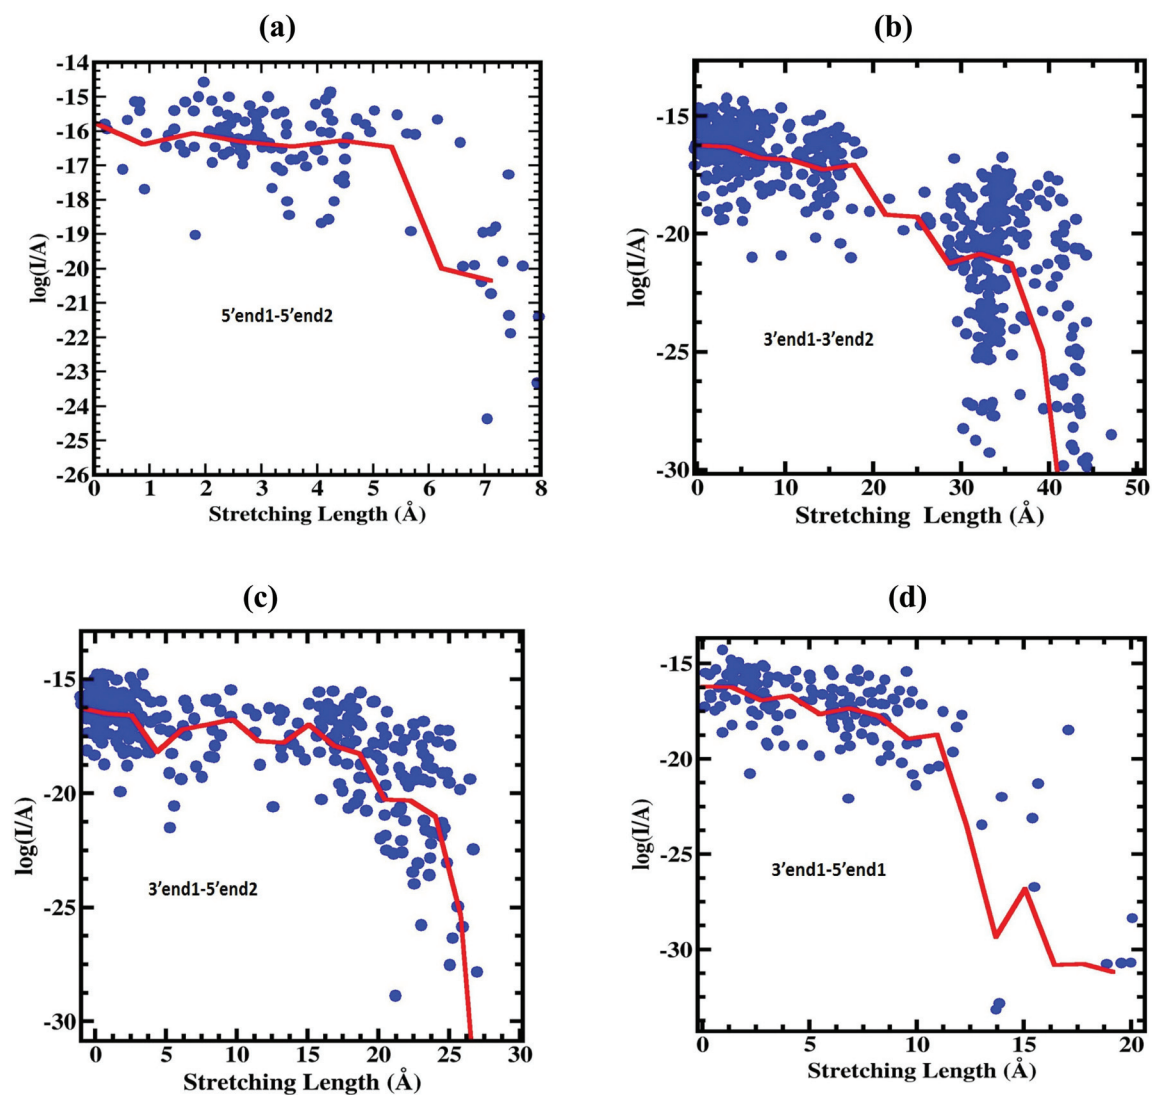 (a)
-14
-15
-16
-17
-18
-19
-20
-21
-22
-23
-24
-25
-26
log(I/A)
5'end1-5'end2
0 1 2 3 4 5 6 7 8
Stretching Length (Å)
(b)
-15
-20
-25
-30
log(I/A)
3'end1-3'end2
0 10 20 30 40 50
Stretching Length (Å)
(c)
-15
-20
-25
-30
log(I/A)
3'end1-5'end2
0 5 10 15 20 25 30
Stretching Length (Å)
(d)
-15
-20
-25
-30
log(I/A)
3'end1-5'end1
0 5 10 15 20
Stretching Length (Å)